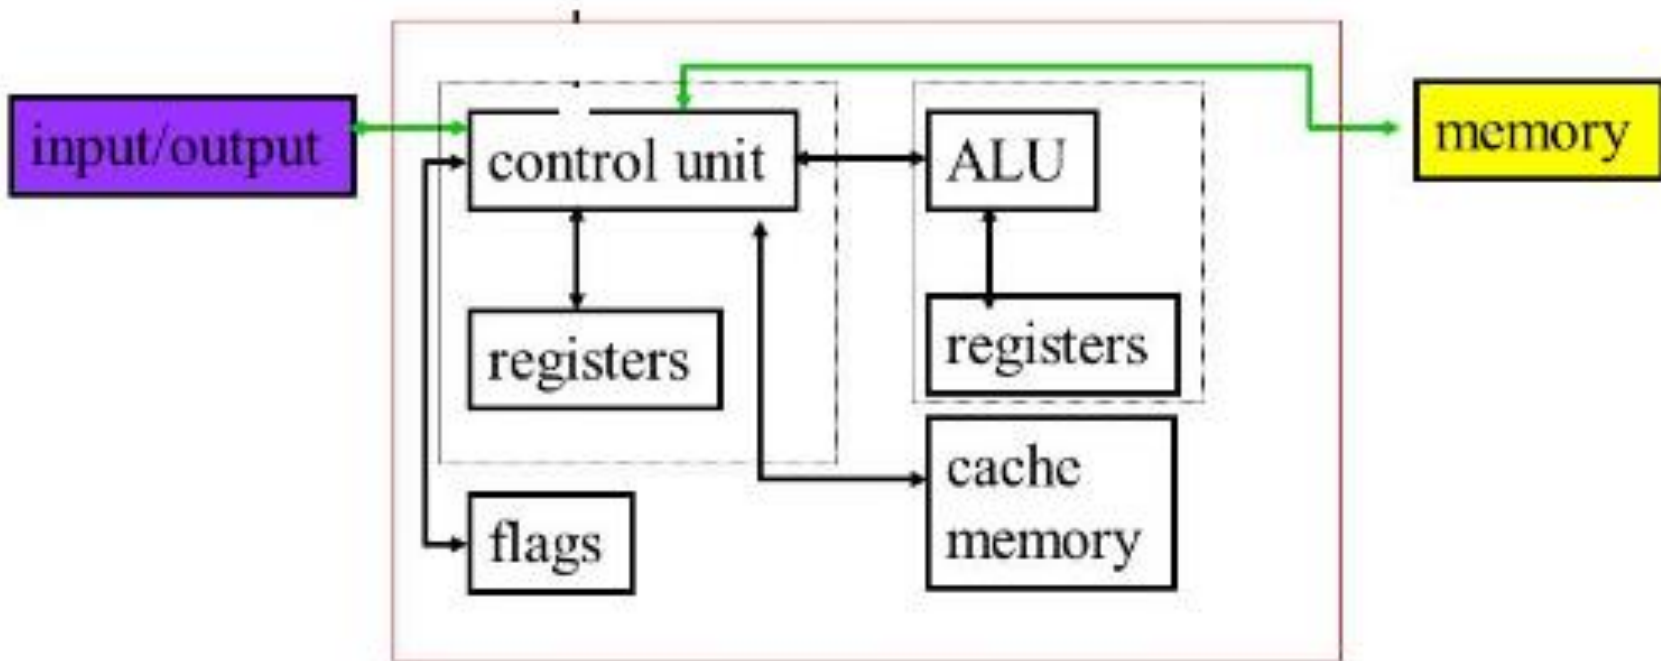 input/output
control unit
ALU
memory
registers
registers
cache
memory
flags